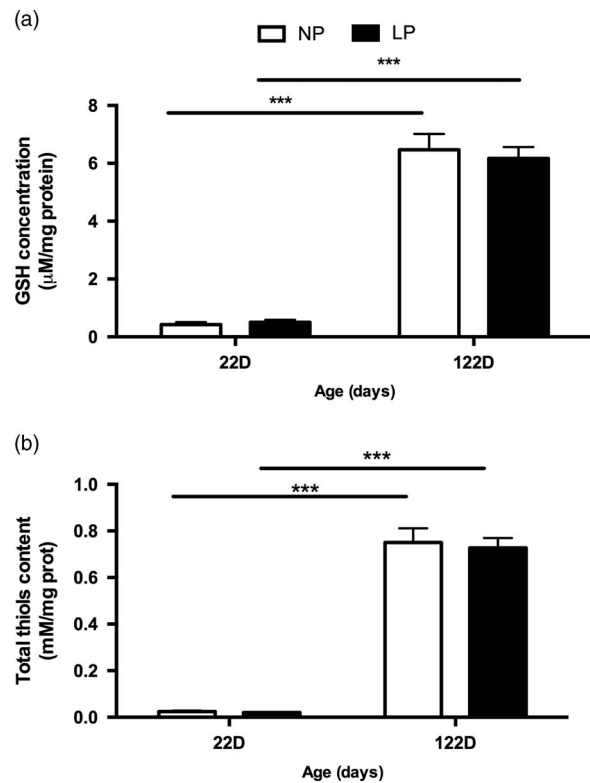 (a)
NP LP
***
***
GSH concentration
(µM/mg protein)
8
6
4
2
0
22D 122D
Age (days)
(b)
***
***
Total thiols content
(mM/mg prot)
1.0
0.8
0.6
0.4
0.2
0.0
22D 122D
Age (days)